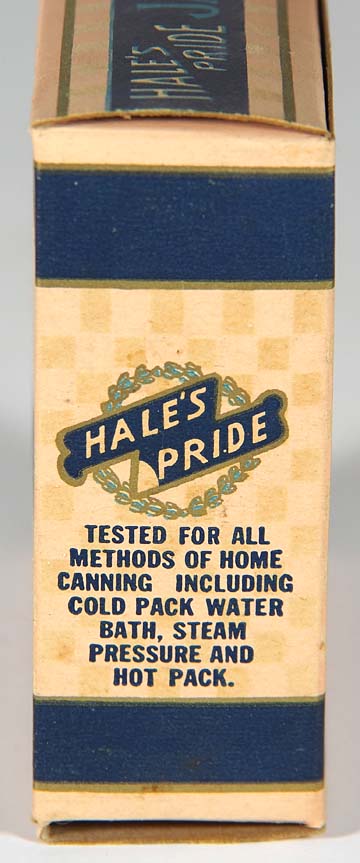 HALE'S
PRIDE
HALE'S
PRIDE
TESTED FOR ALL
METHODS OF HOME
CANNING INCLUDING
COLD PACK WATER
BATH, STEAM
PRESSURE AND
HOT PACK.